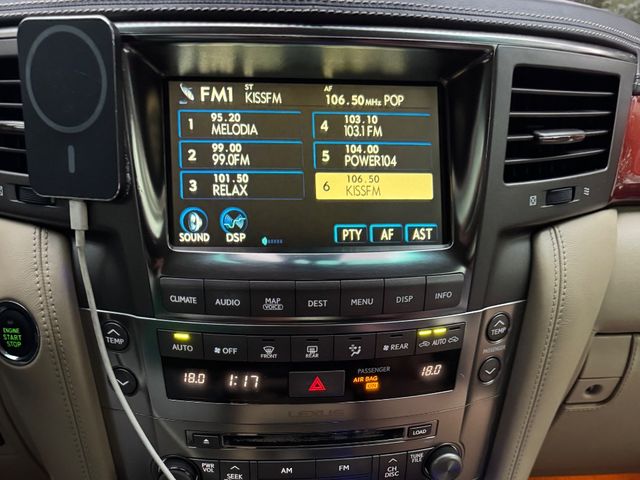 FM1 ST KISSFM AF 106.50MHz POP
1 95.20 MELODIA
2 99.00 99.0FM
3 101.50 RELAX
4 103.10 103.1FM
5 104.00 POWER104
6 106.50 KISSFM
SOUND DSP PTY AF AST
ENGINE START STOP
CLIMATE AUDIO MAP VOICE DEST MENU DISP INFO
TEMP AUTO OFF FRONT REAR REAR AUTO TEMP
PASSENGER
18.0 1:17 PASSENGER AIR BAG 18.0
LEXUS
LOAD
PWR VOL SEEK AM FM CH DISC TUNE FILE